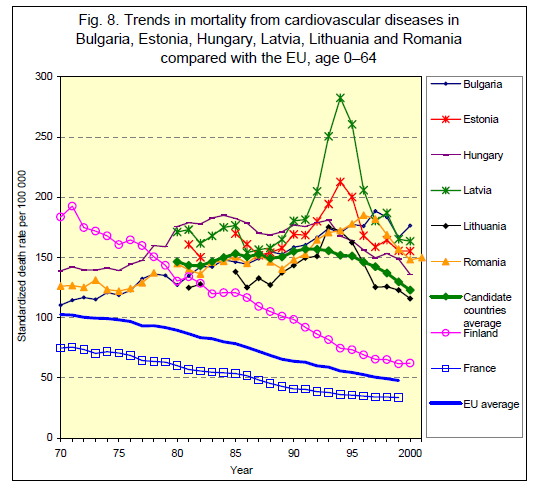 Fig. 8. Trends in mortality from cardiovascular diseases in
Bulgaria, Estonia, Hungary, Latvia, Lithuania and Romania
compared with the EU, age 0–64
Standardized death rate per 100 000
300
250
200
150
100
50
0
70
75
80
85
90
95
2000
Year
Bulgaria
Estonia
Hungary
Latvia
Lithuania
Romania
Candidate
countries
average
Finland
France
EU average